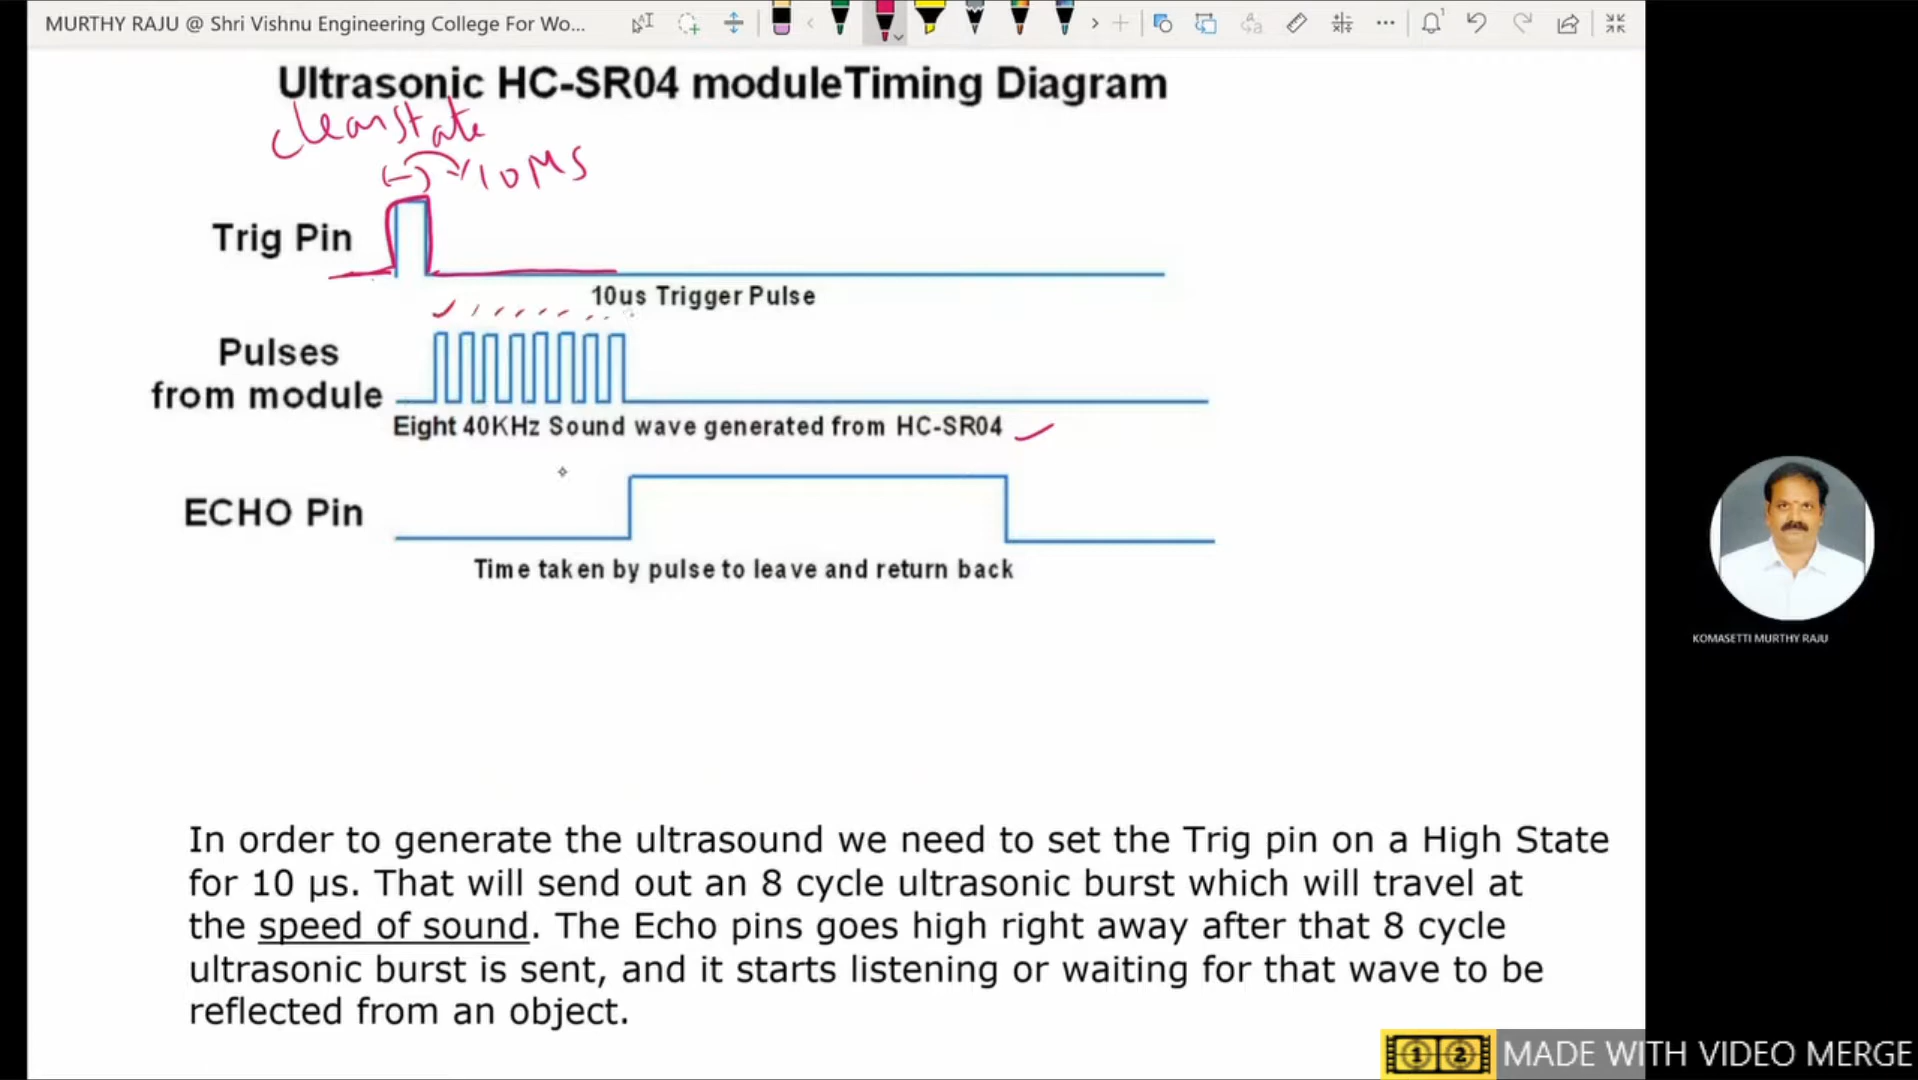 MURTHY RAJU @ Shri Vishnu Engineering College For Wo...
Ultrasonic HC-SR04 moduleTiming Diagram
clear state
10 μs
Trig Pin
10us Trigger Pulse
Pulses
from module
Eight 40KHz Sound wave generated from HC-SR04
ECHO Pin
Time taken by pulse to leave and return back
KOMASETTI MURTHY RAJU
In order to generate the ultrasound we need to set the Trig pin on a High State
for 10 μs. That will send out an 8 cycle ultrasonic burst which will travel at
the speed of sound. The Echo pins goes high right away after that 8 cycle
ultrasonic burst is sent, and it starts listening or waiting for that wave to be
reflected from an object.
1 2 MADE WITH VIDEO MERGE